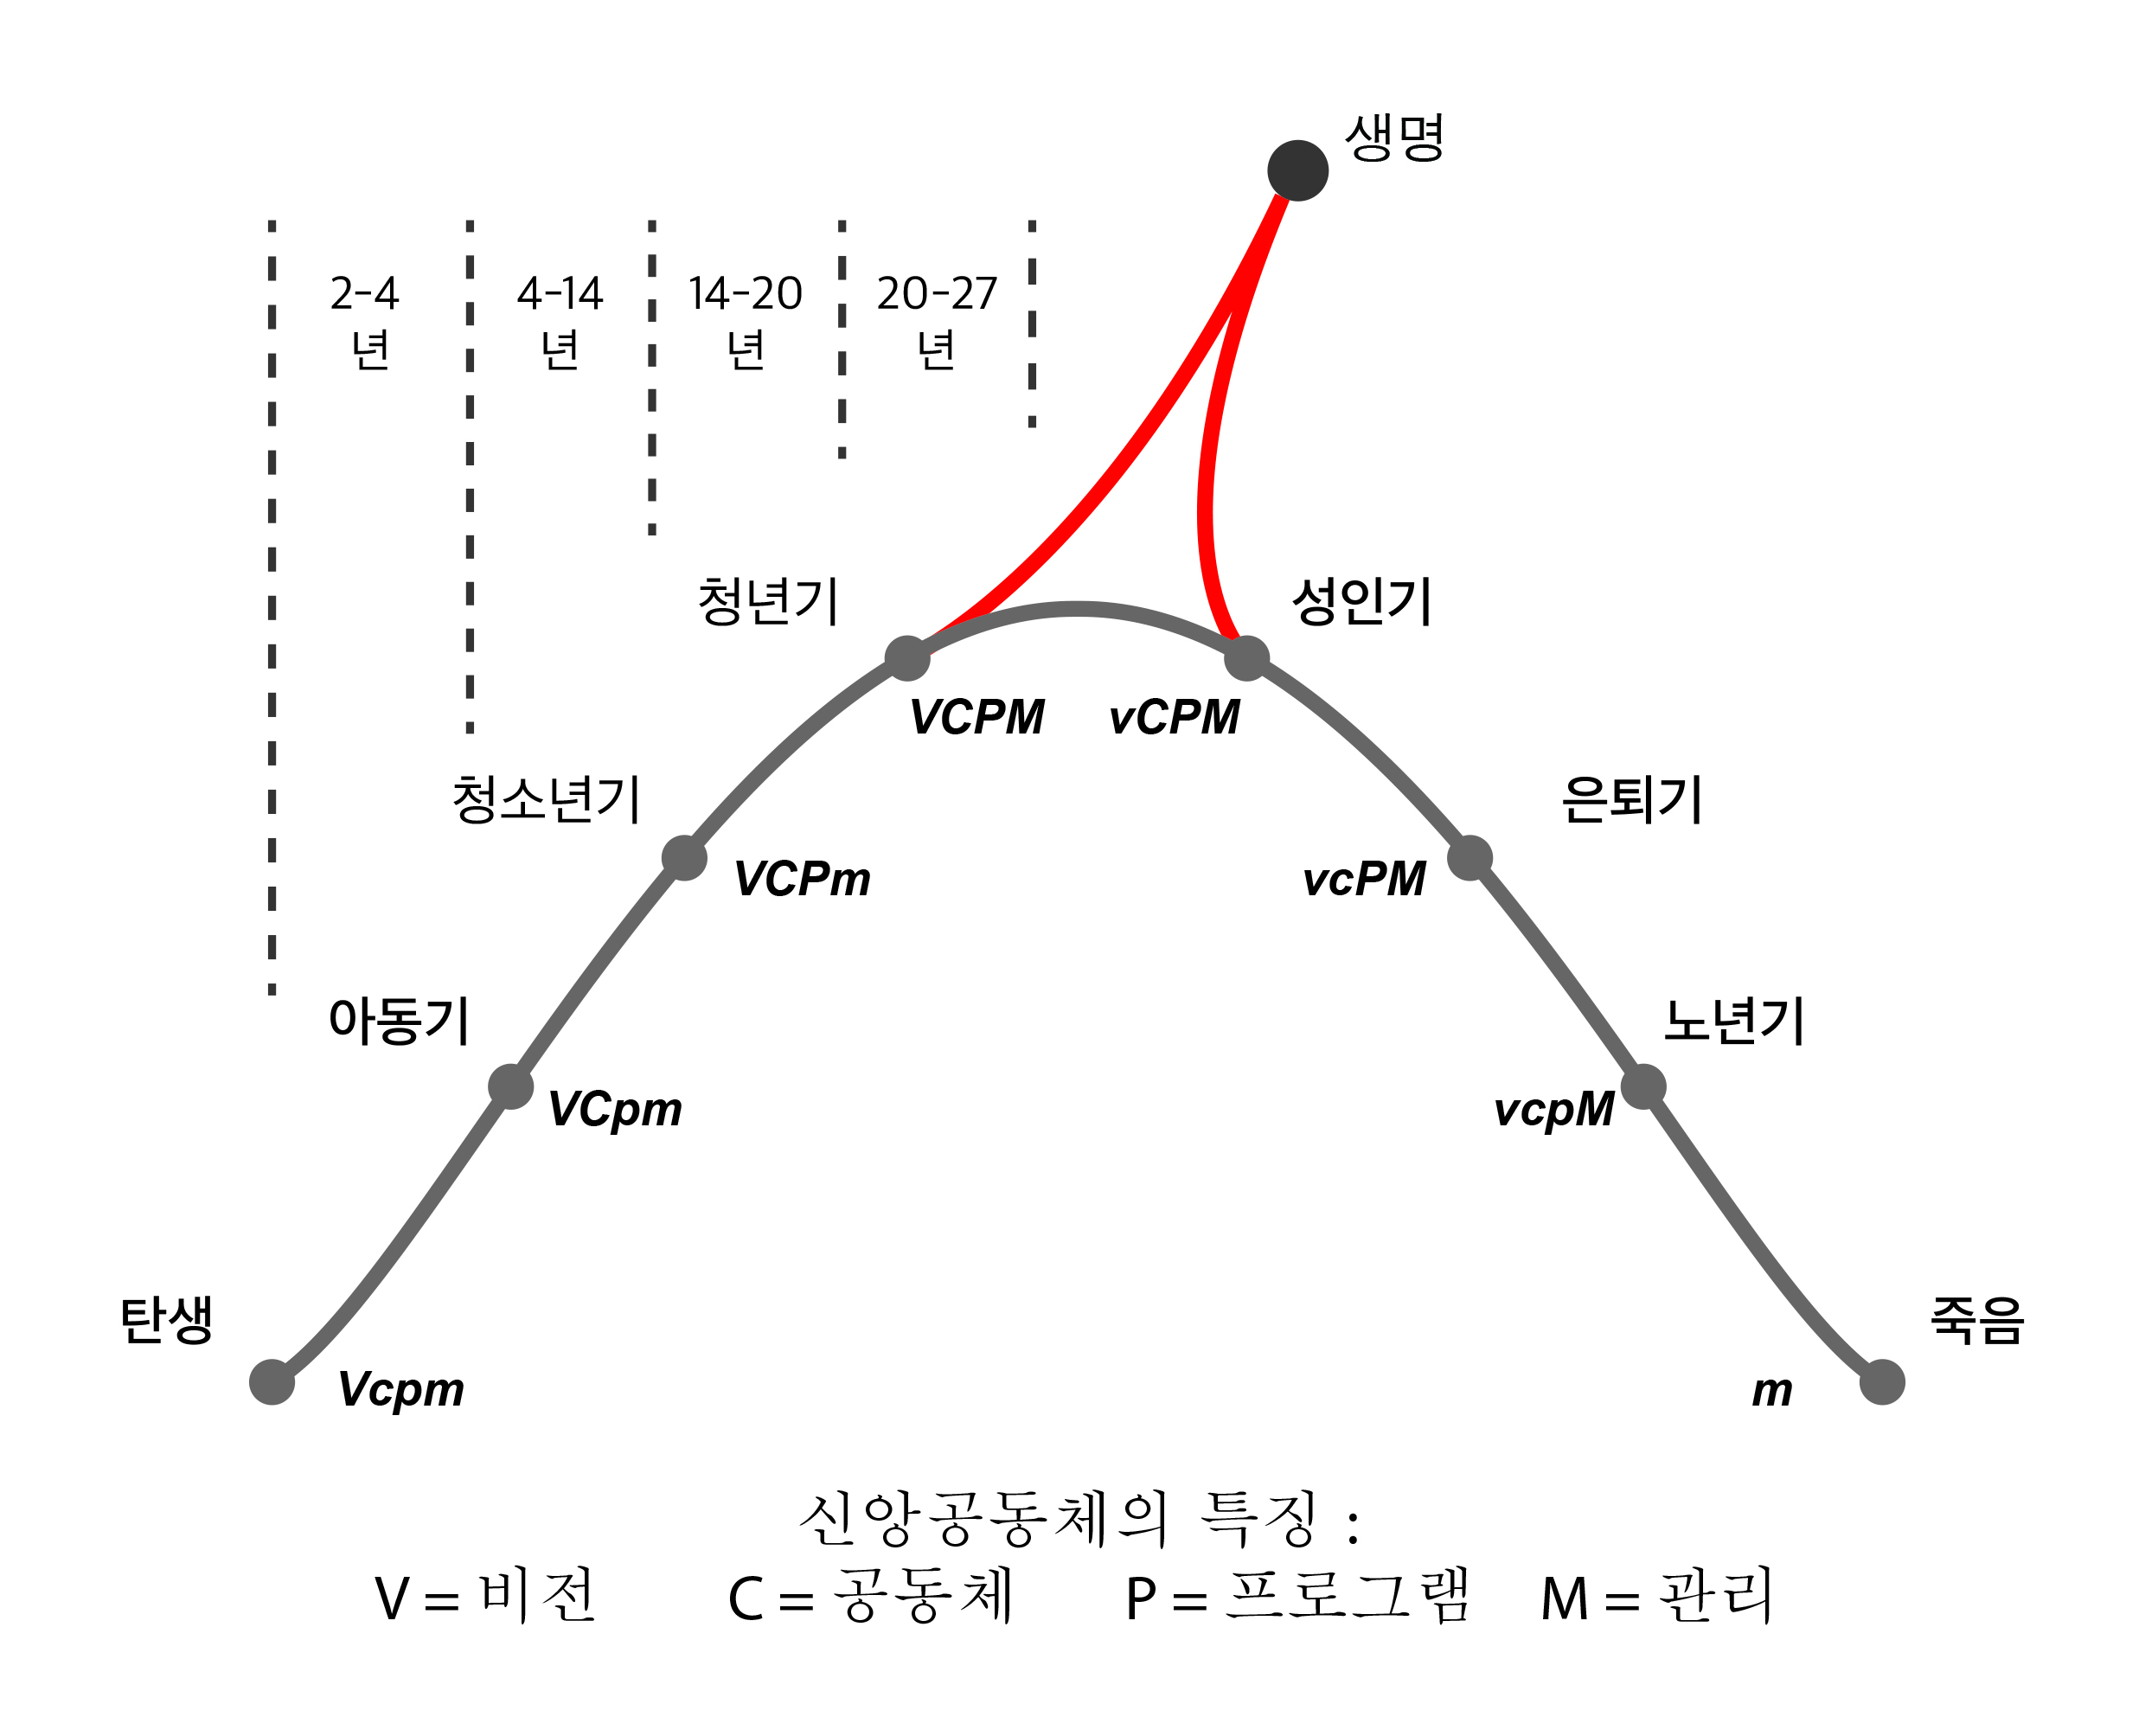 생명
2-4
년
4-14
년
14-20
년
20-27
년
청년기
성인기
VCPM
vCPM
청소년기
은퇴기
VCPm
vcPM
아동기
노년기
VCpm
vcpM
탄생
죽음
Vcpm
m
신앙공동체의 특징 :
V = 비젼 C = 공동체 P = 프로그램 M = 관리